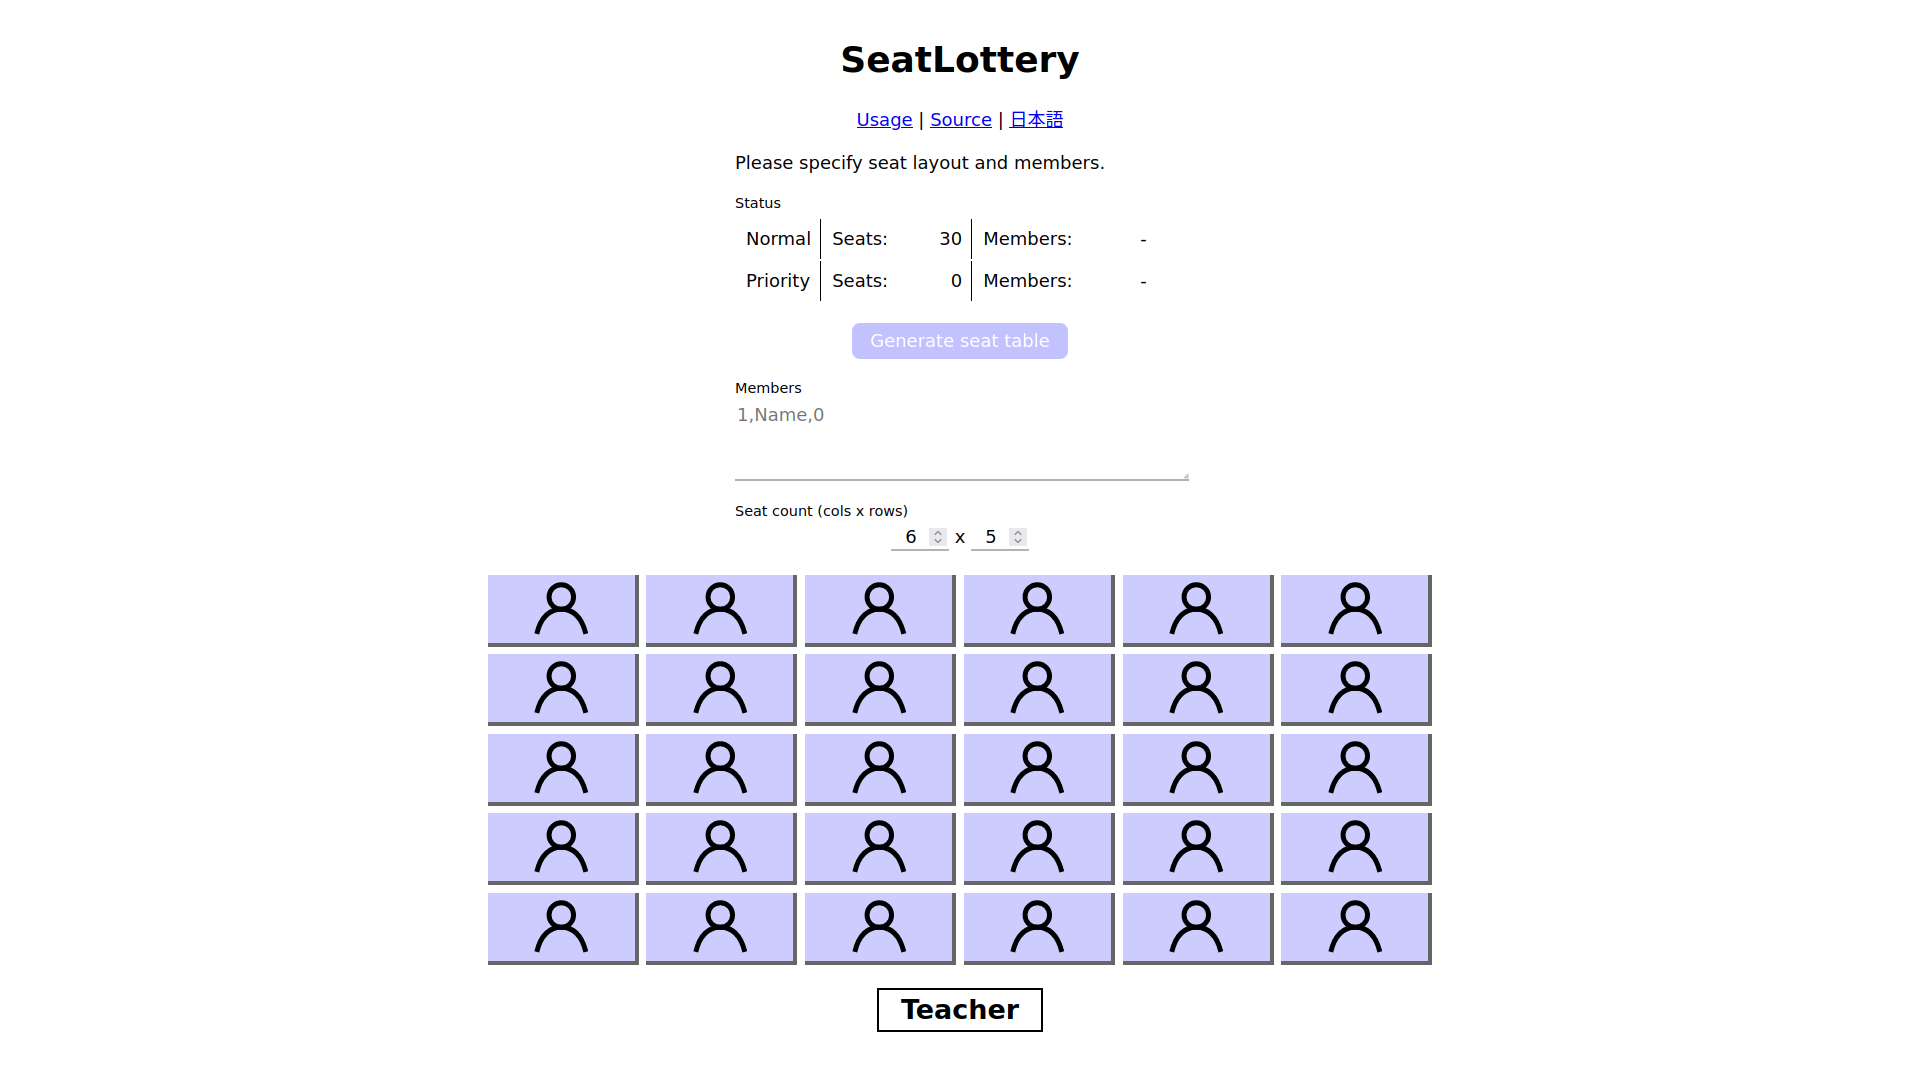 SeatLottery
Usage | Source | 日本語
Please specify seat layout and members.
Status
Normal Seats: 30 Members: -
Priority Seats: 0 Members: -
Generate seat table
Members
1,Name,0
Seat count (cols x rows)
6 x 5
Teacher